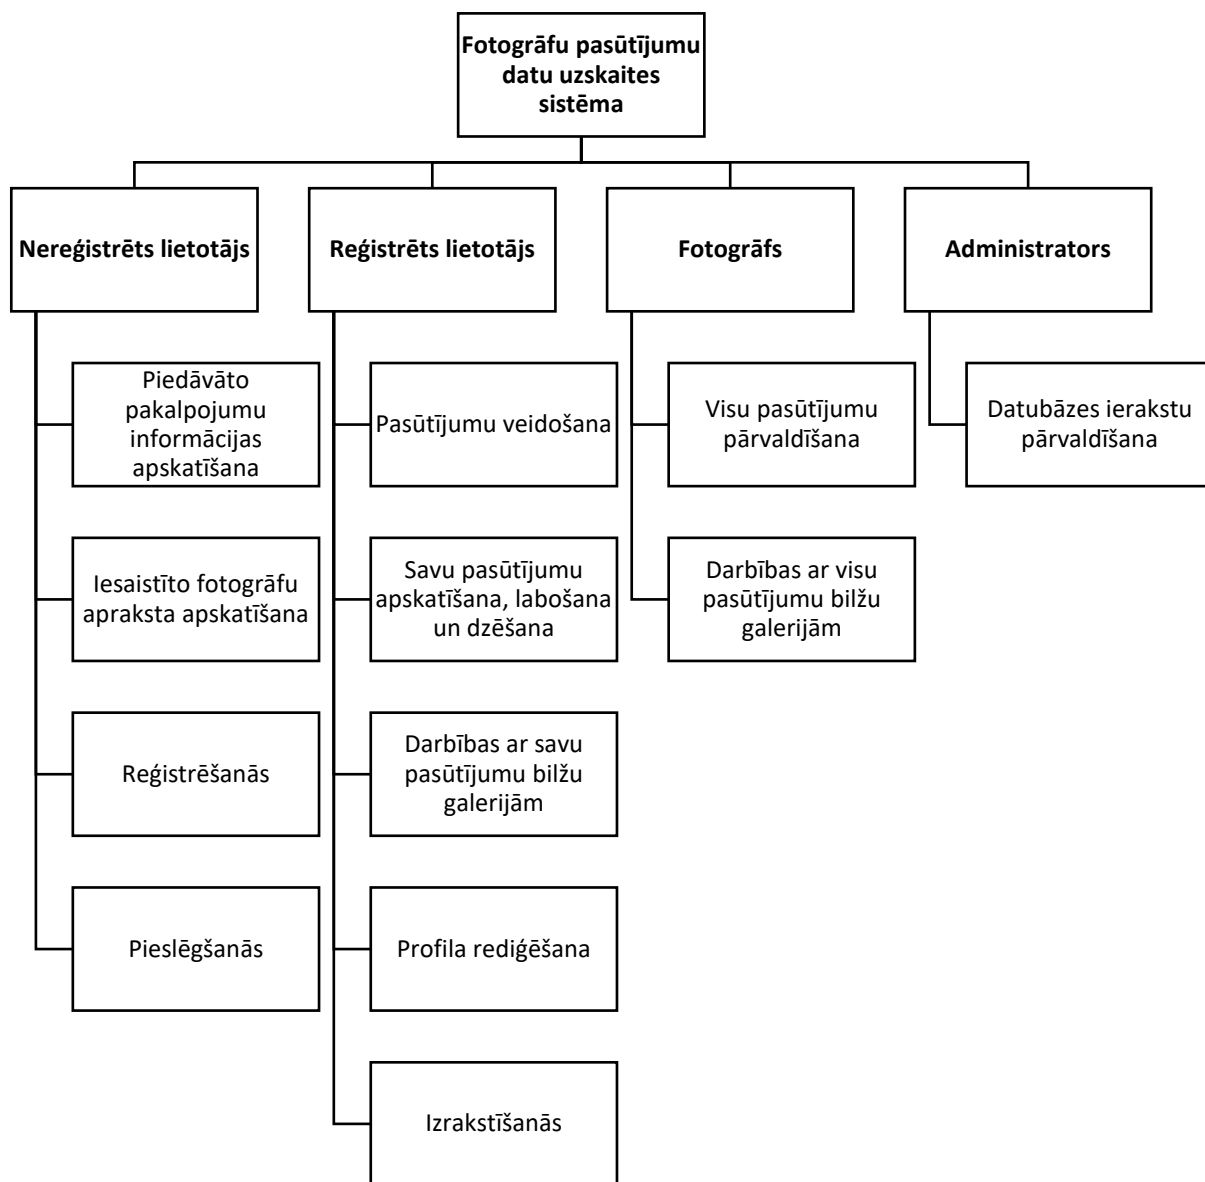 Fotogrāfu pasūtījumu
datu uzskaites
sistēma
Nereģistrēts lietotājs
Reģistrēts lietotājs
Fotogrāfs
Administrators
Piedāvāto
pakalpojumu
informācijas
apskatīšana
Iesaistīto fotogrāfu
apraksta apskatīšana
Reģistrēšanās
Pieslēgšanās
Pasūtījumu veidošana
Savu pasūtījumu
apskatīšana, labošana
un dzēšana
Darbības ar savu
pasūtījumu bilžu
galerijām
Profila rediģēšana
Izrakstīšanās
Visu pasūtījumu
pārvaldīšana
Darbības ar visu
pasūtījumu bilžu
galerijām
Datubāzes ierakstu
pārvaldīšana